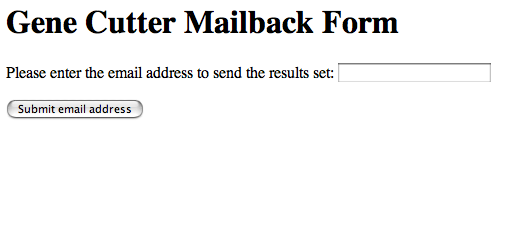 Gene Cutter Mailback Form
Please enter the email address to send the results set:
Submit email address